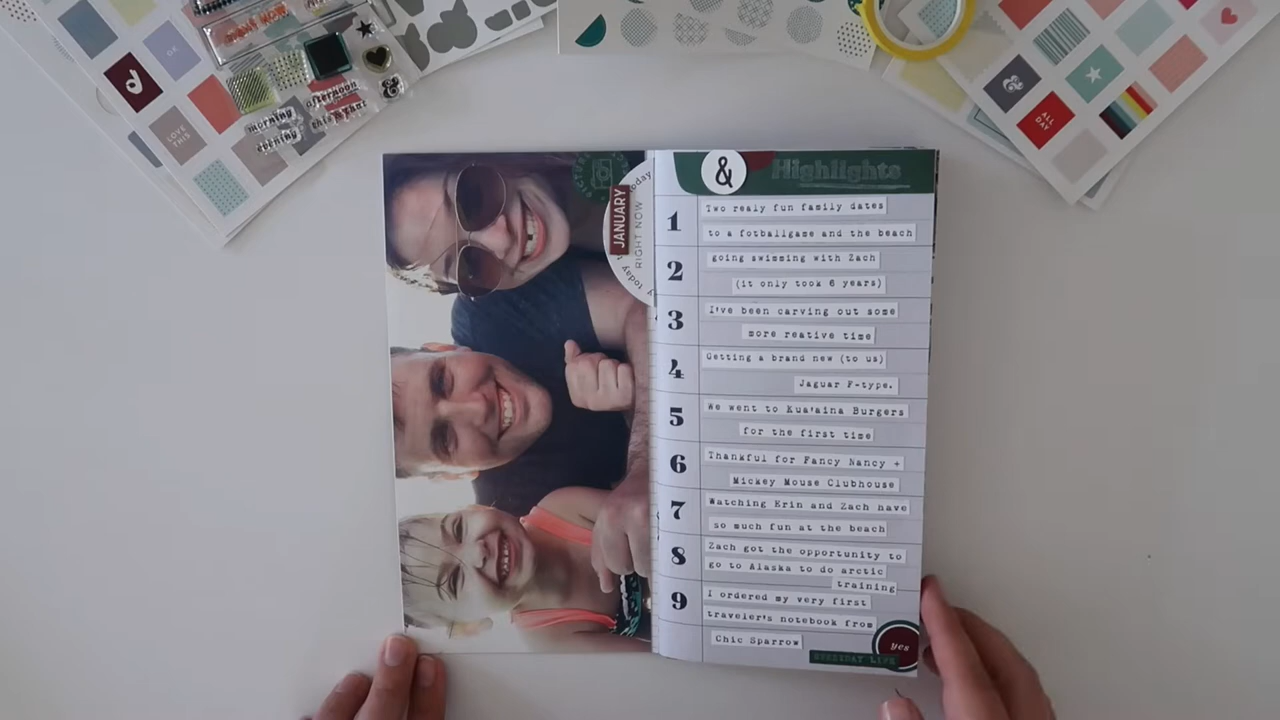 DE
LOVE
THIS
morning
evening
afternoon
&
&
ALL
DAY
today
JANUARY
RIGHT NOW
today
& Highlights
1 Two realy fun family dates
to a fotballgame and the beach
2 going swimming with Zach
(it only took 6 years)
3 I've been carving out some
more reative time
4 Getting a brand new (to us)
Jaguar F-type.
5 We went to Kua'aina Burgers
for the first time
6 Thankful for Fancy Nancy +
Mickey Mouse Clubhouse
7 Watching Erin and Zach have
so much fun at the beach
8 Zach got the opportunity to
go to Alaska to do arctic
training
9 I ordered my very first
traveler's notebook from
Chic Sparrow
yes
EVERYDAY LIFE